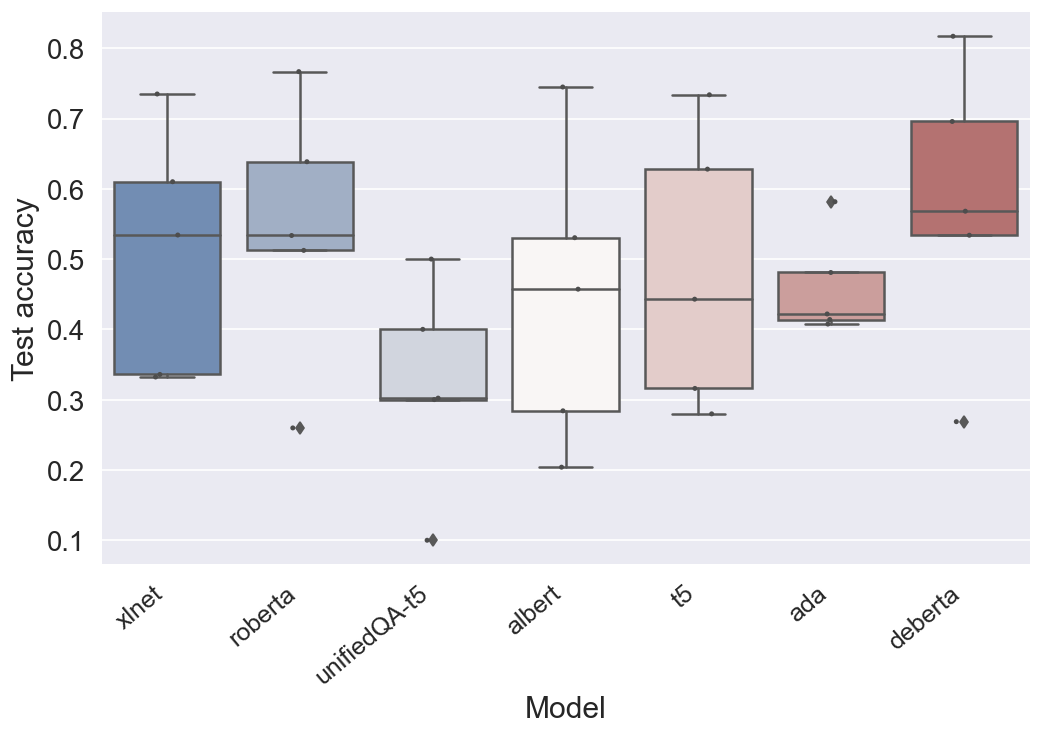 Test accuracy
0.8
0.7
0.6
0.5
0.4
0.3
0.2
0.1
xlnet
roberta
unifiedQA-t5
albert
t5
ada
deberta
Model